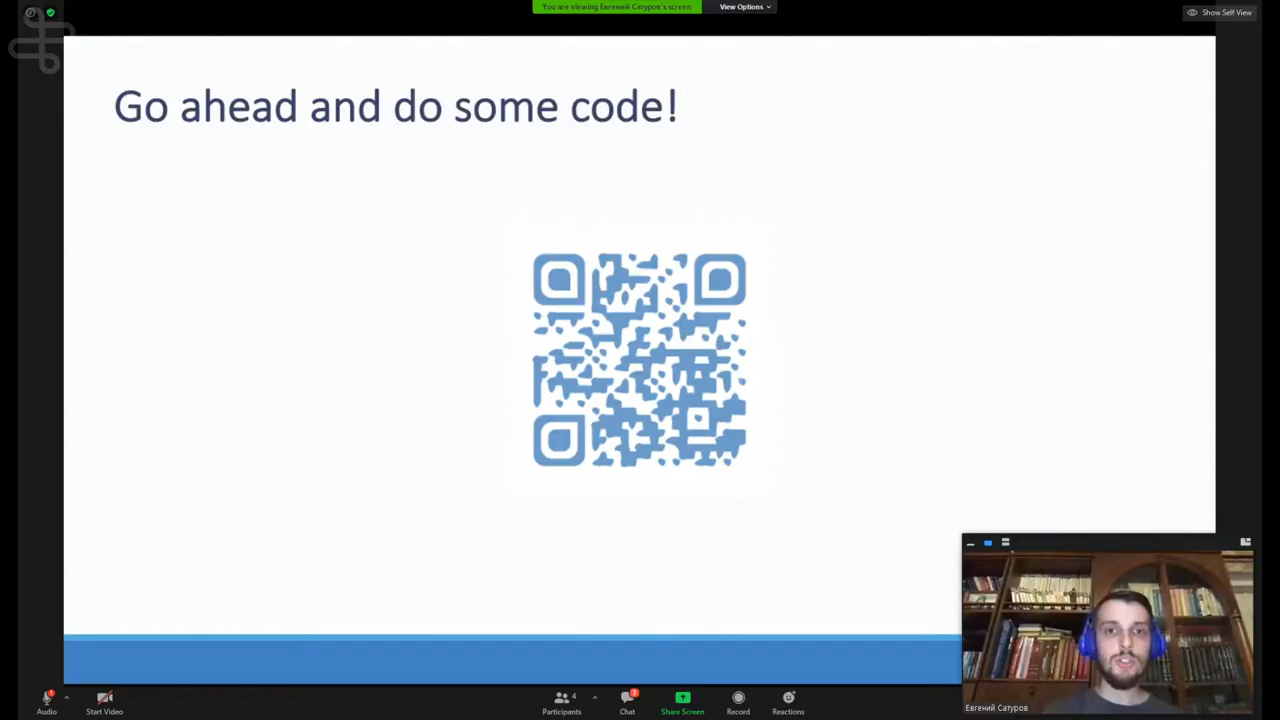 You are viewing Евгений Сатуров's screen
View Options
Show Self View
Go ahead and do some code!
Евгений Сатуров
Audio
Start Video
Participants
4
Chat
3
Share Screen
Record
Reactions